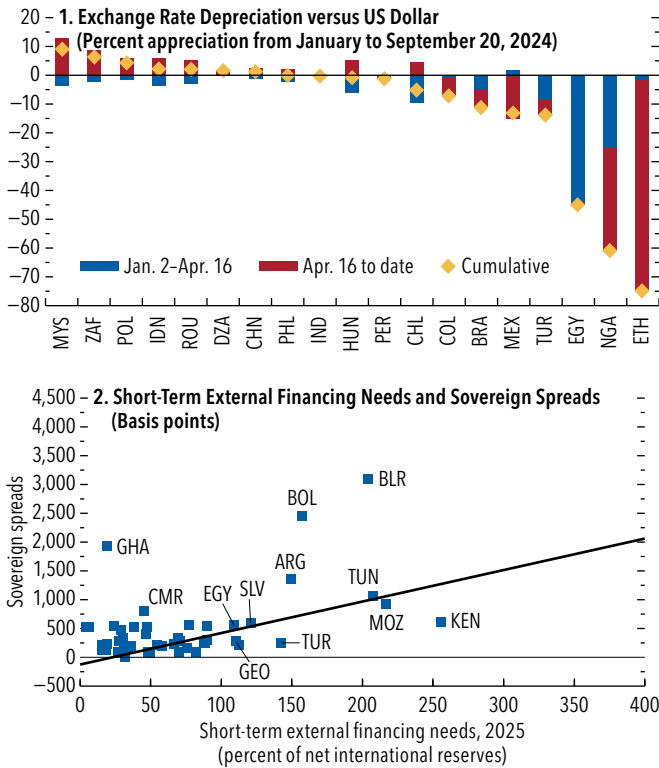 1. Exchange Rate Depreciation versus US Dollar
(Percent appreciation from January to September 20, 2024)
20
10
0
−10
−20
−30
−40
−50
−60
−70
−80
Jan. 2–Apr. 16
Apr. 16 to date
Cumulative
MYS
ZAF
POL
IDN
ROU
DZA
CHN
PHL
IND
HUN
PER
CHL
COL
BRA
MEX
TUR
EGY
NGA
ETH
2. Short-Term External Financing Needs and Sovereign Spreads
(Basis points)
4,500
4,000
3,500
3,000
2,500
2,000
1,500
1,000
500
0
−500
Sovereign spreads
BLR
BOL
GHA
ARG
TUN
CMR
EGY
SLV
MOZ
KEN
TUR
GEO
0
50
100
150
200
250
300
350
400
Short-term external financing needs, 2025
(percent of net international reserves)